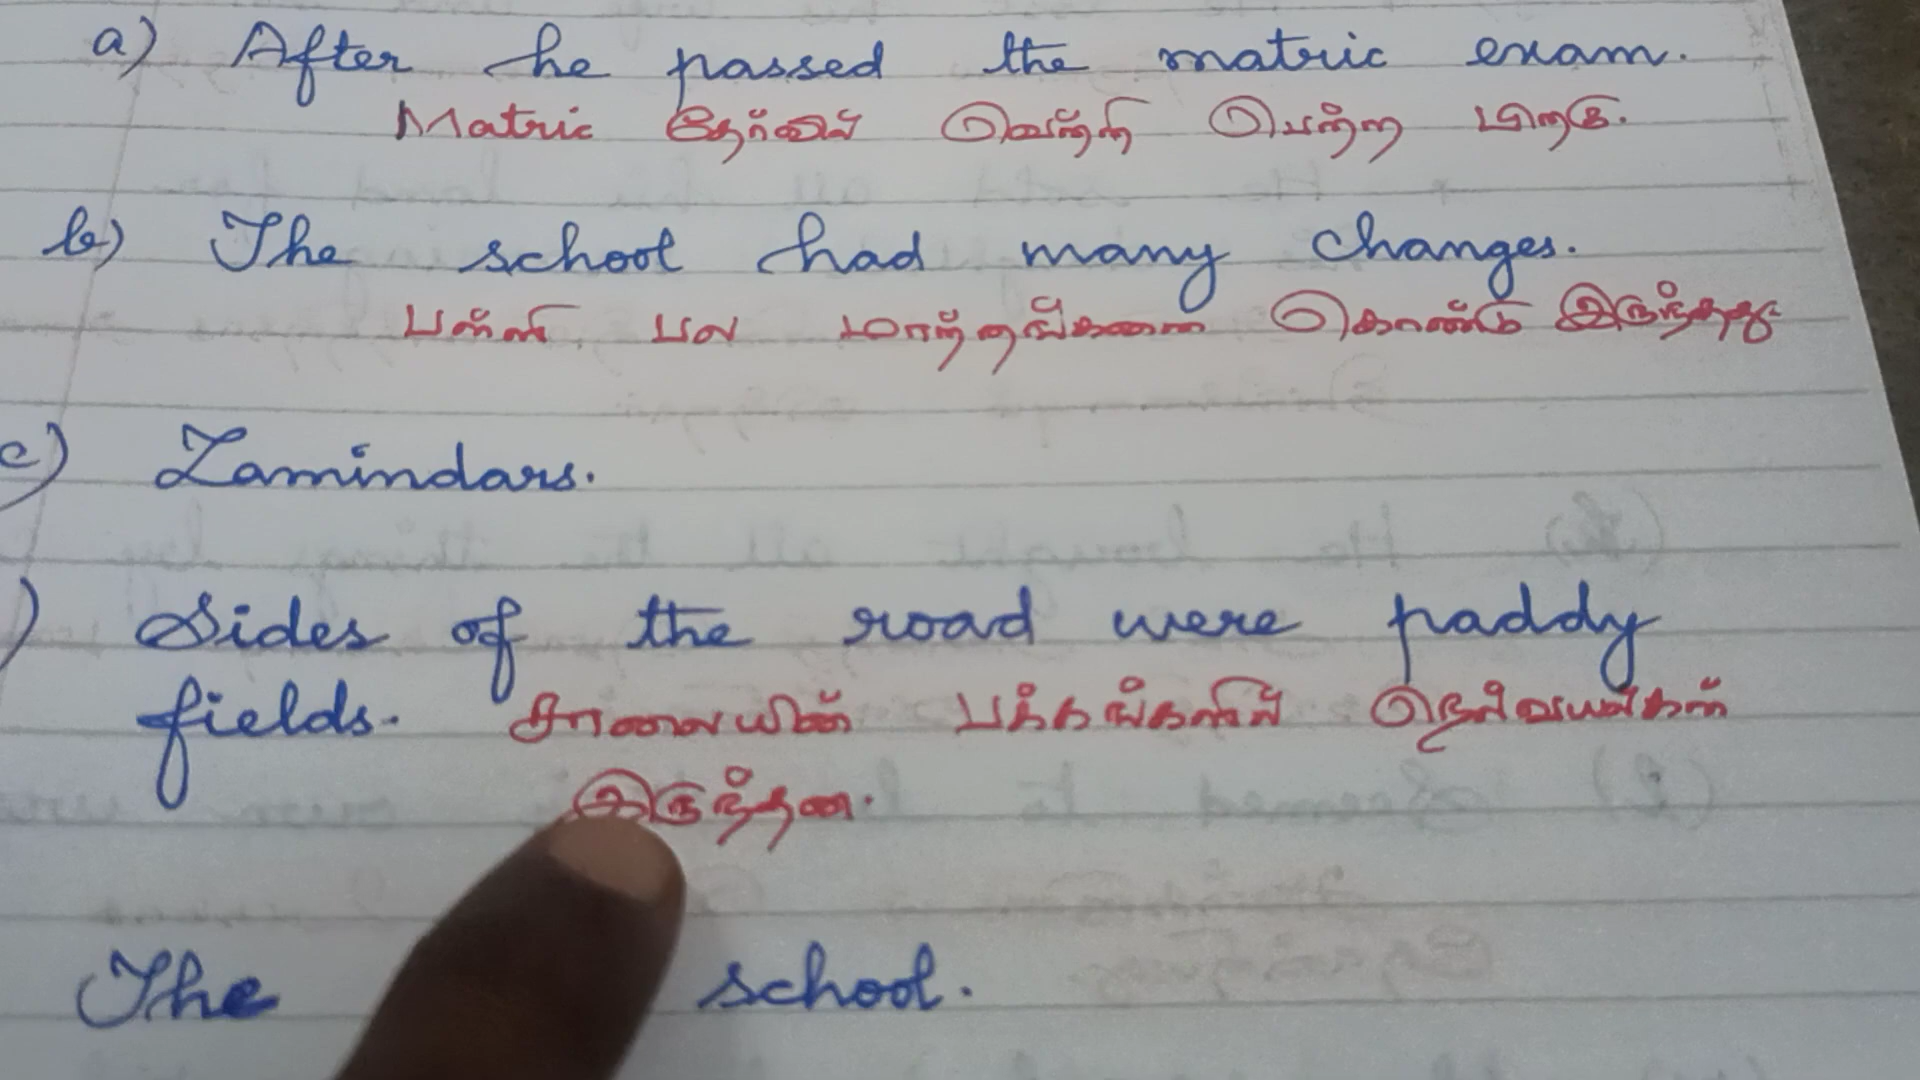 a) After he passed the matric exam.
Matric தேர்வில் வெற்றி பெற்ற பிறகு.
b) The school had many changes.
பள்ளி பல மாற்றங்களை கொண்டு இருந்தது.
c) Zamindars.
) Sides of the road were paddy
fields. சாலையின் பக்கங்களில் நெல்வயல்கள்
இருந்தன.
The school.